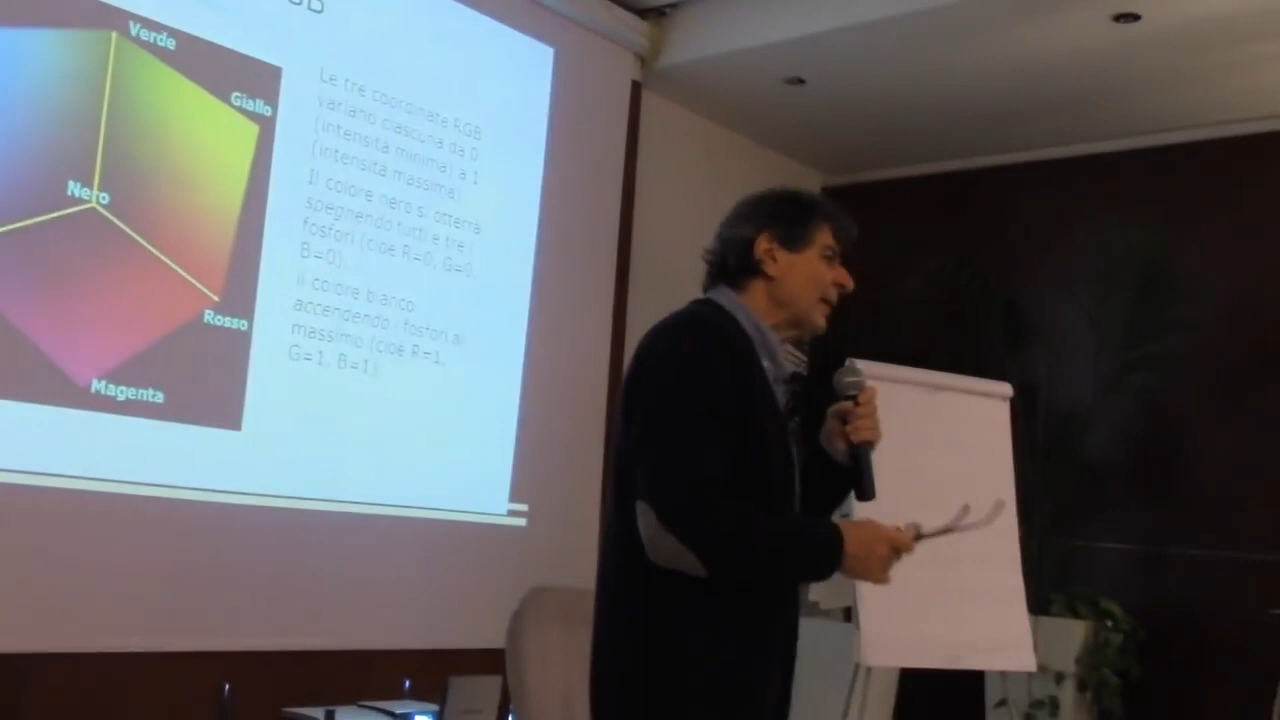 Verde
Giallo
Nero
Rosso
Magenta
Le tre coordinate RGB
variano ciascuna da 0
(intensità minima) a 1
(intensità massima)
Il colore nero si otterrà
spegnendo tutti e tre i
fosfori (cioè R=0, G=0,
B=0).
Il colore bianco
accendendo i fosfori al
massimo (cioè R=1,
G=1, B=1)